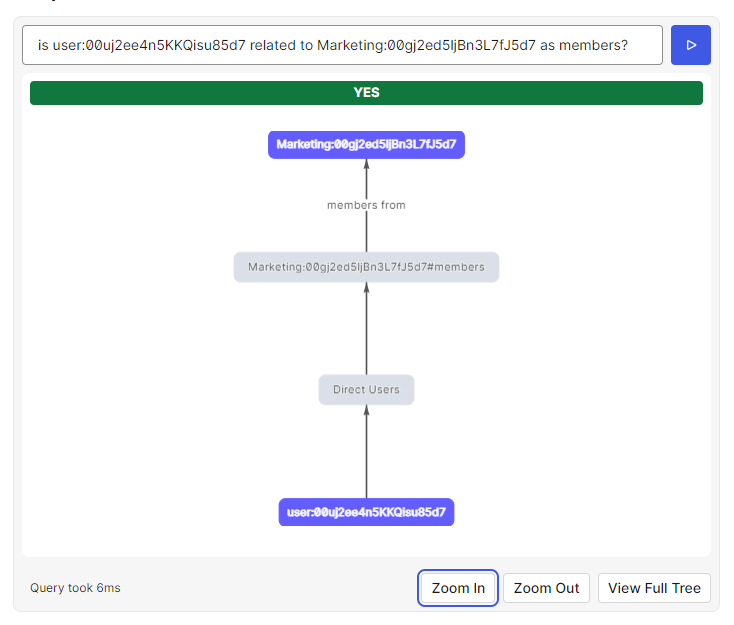 is user:00uj2ee4n5KKQisu85d7 related to Marketing:00gj2ed5ljBn3L7fJ5d7 as members?
YES
Marketing:00gj2ed5ljBn3L7fJ5d7
members from
Marketing:00gj2ed5ljBn3L7fJ5d7#members
Direct Users
user:00uj2ee4n5KKQisu85d7
Query took 6ms
Zoom In
Zoom Out
View Full Tree